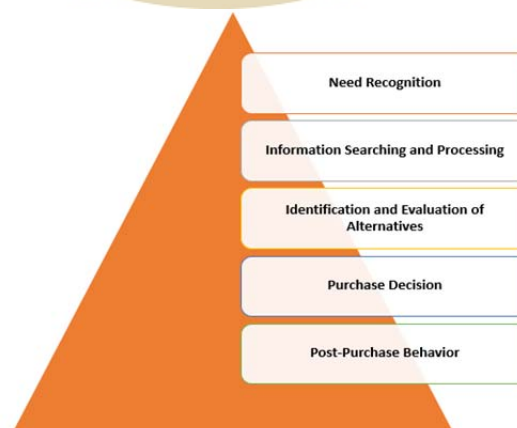 Need Recognition
Information Searching and Processing
Identification and Evaluation of
Alternatives
Purchase Decision
Post-Purchase Behavior